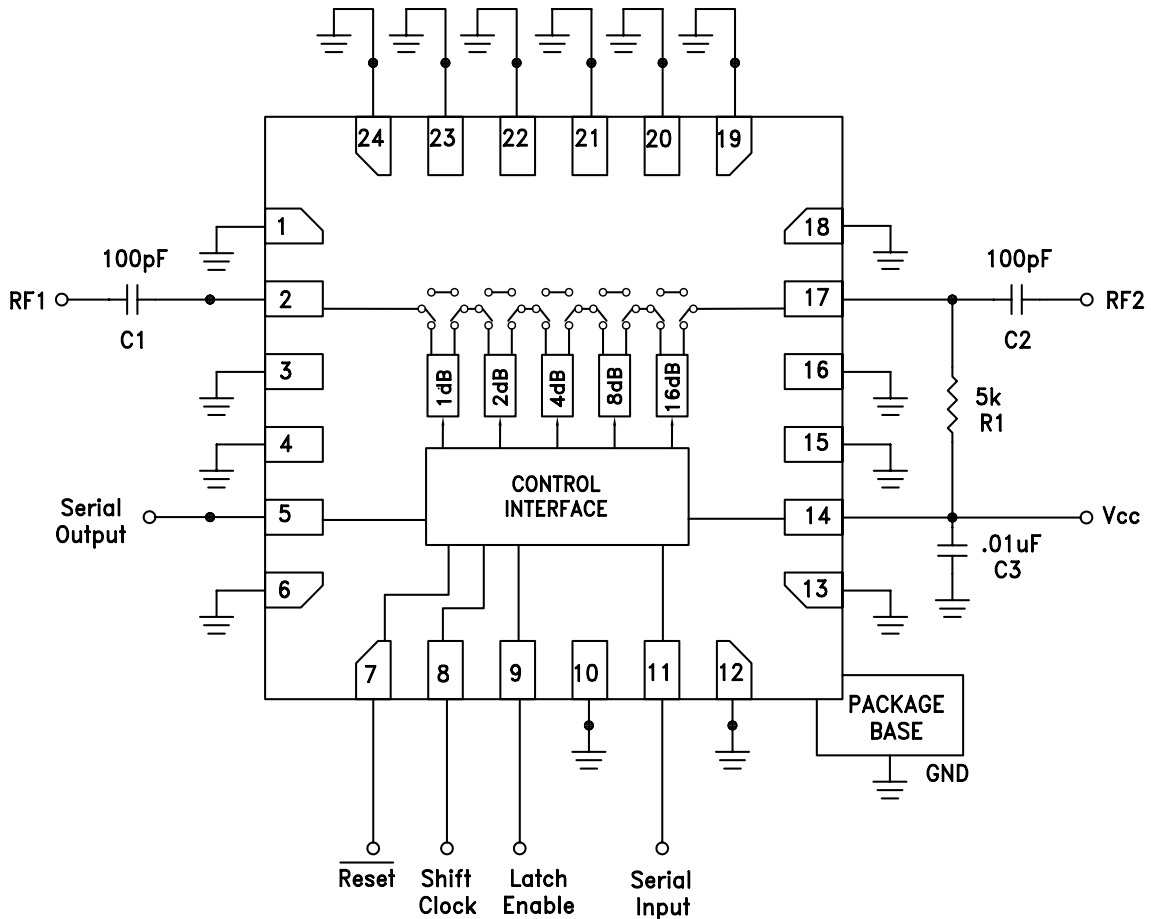 24 23 22 21 20 19
1 18
100pF 100pF
RF1 2 17 RF2
C1 C2
3 16
1dB 2dB 4dB 8dB 16dB
5k
R1
4 15
CONTROL
INTERFACE
Serial
Output
5 14 Vcc
.01uF
C3
6 13
7 8 9 10 11 12
PACKAGE
BASE
GND
Reset
Shift
Clock
Latch
Enable
Serial
Input